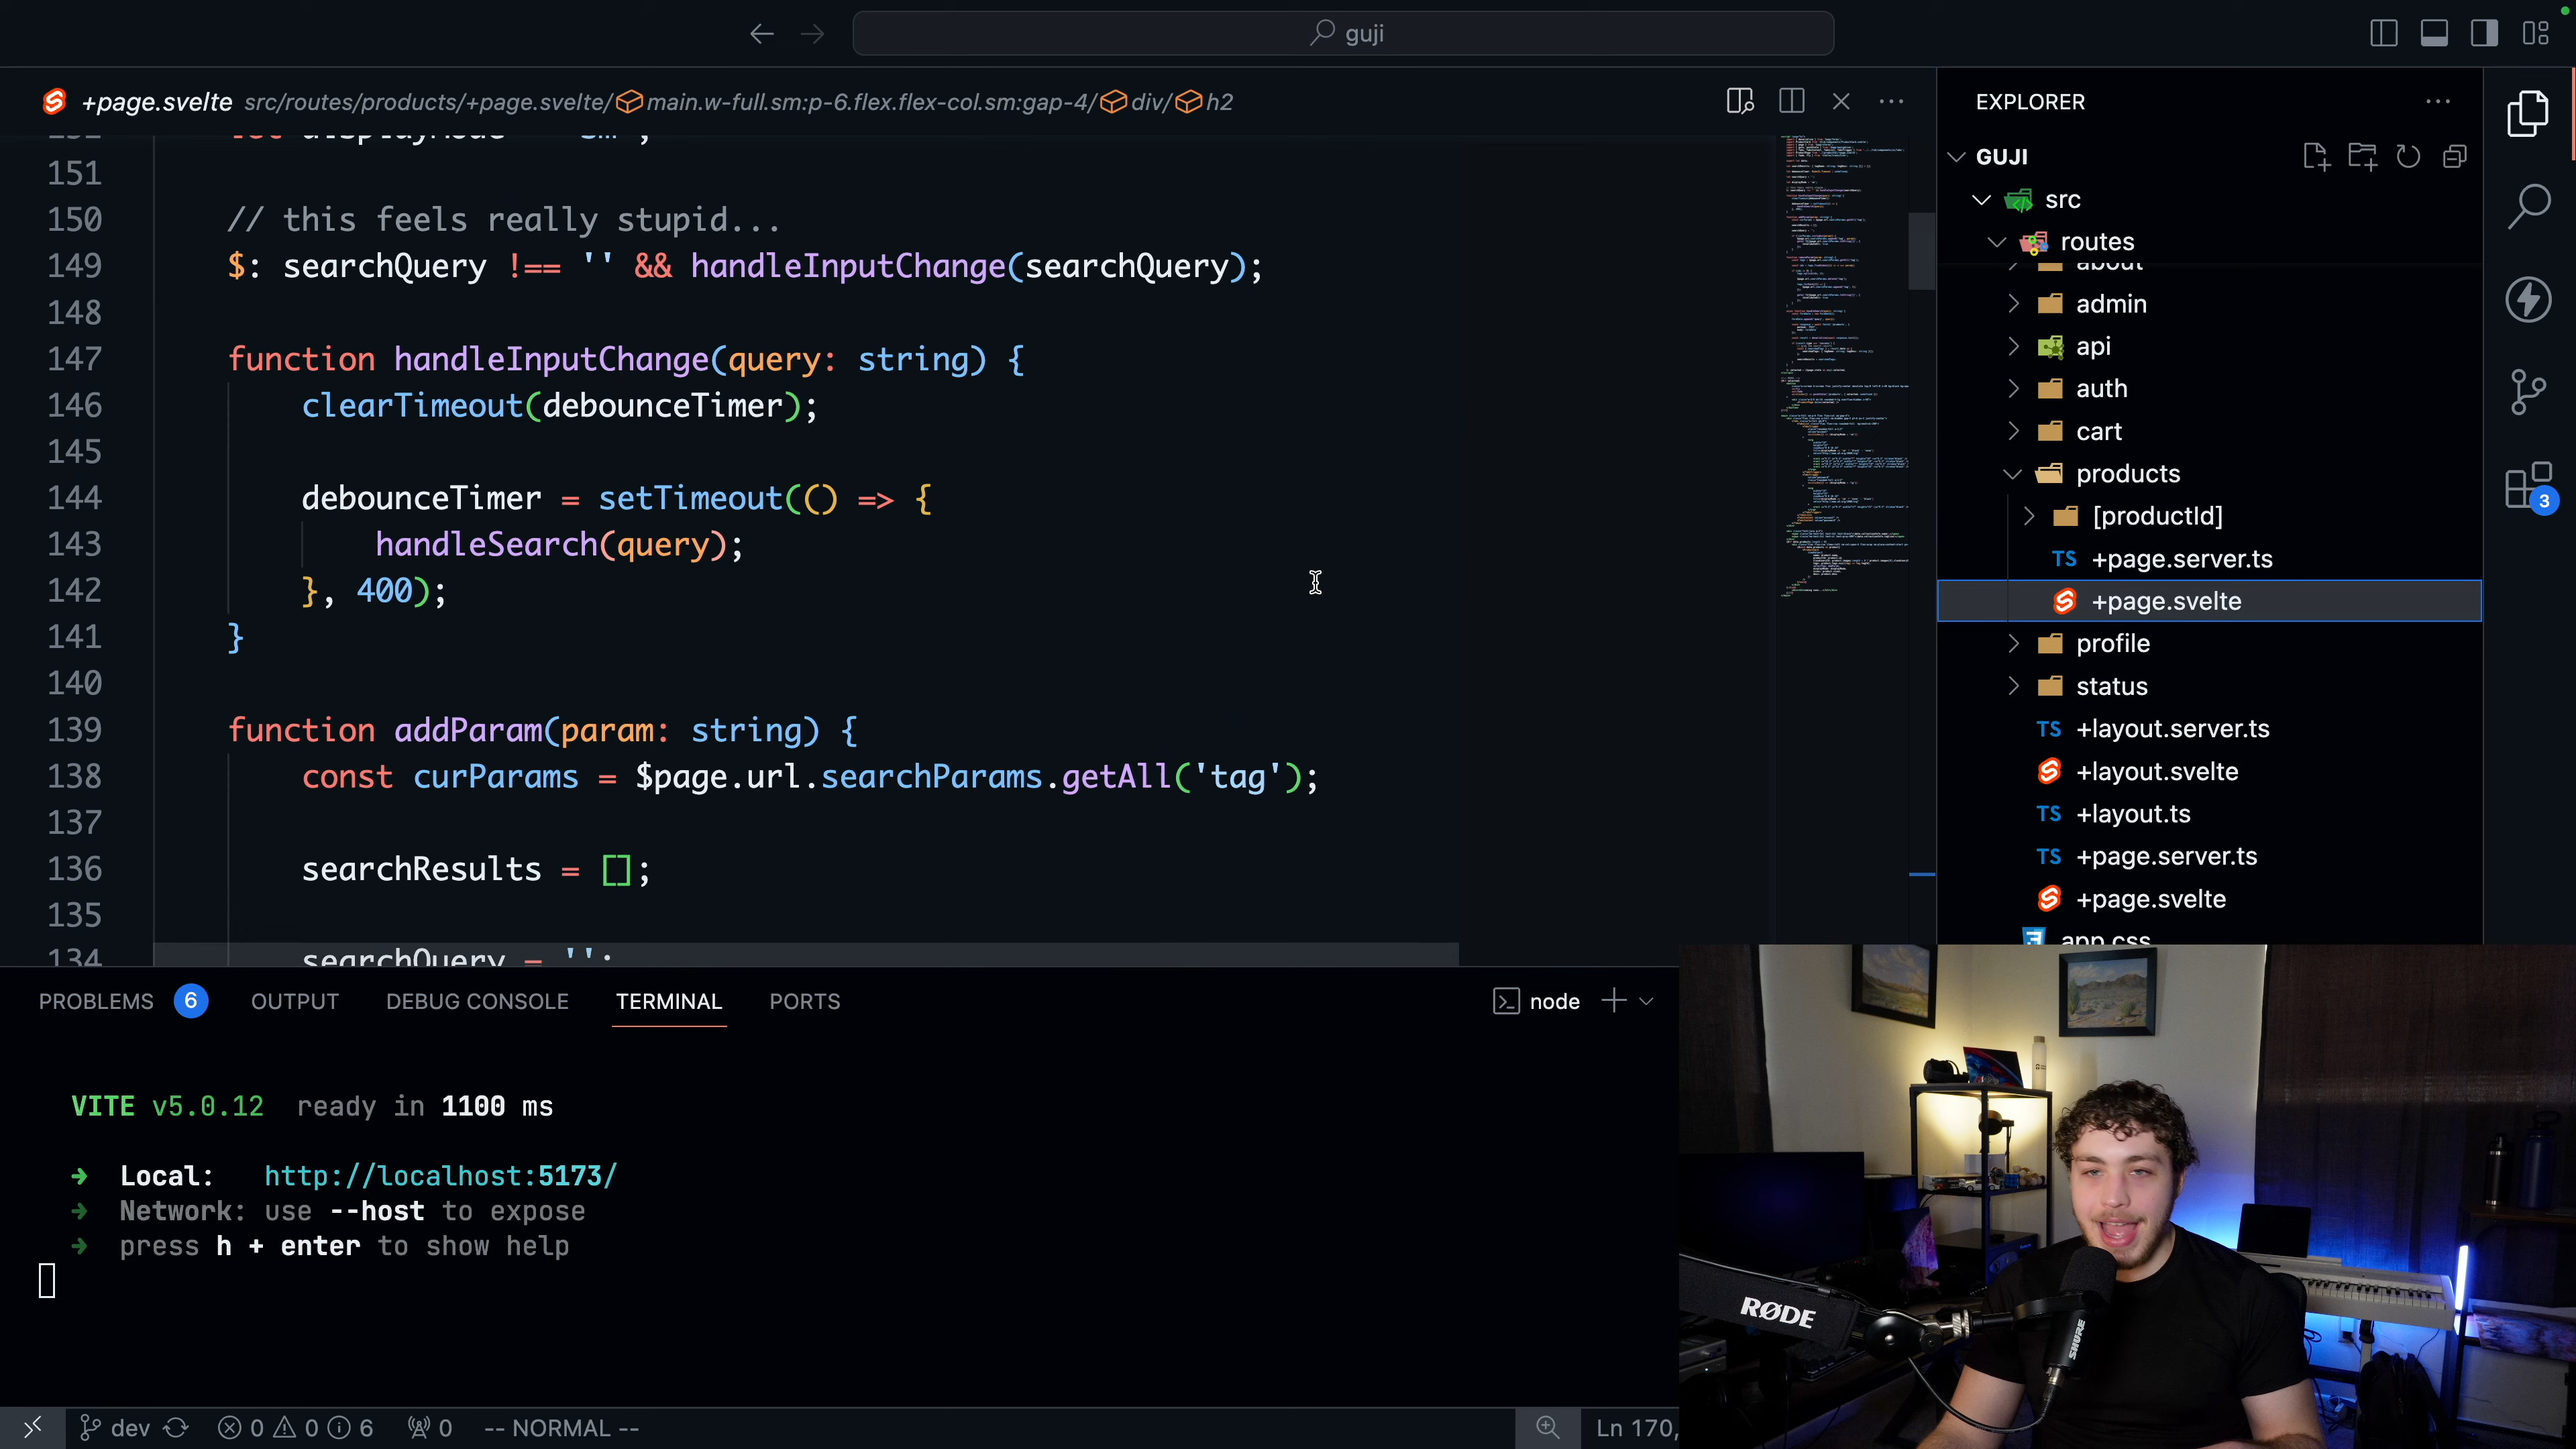 guji
+page.svelte src/routes/products/+page.svelte/ main.w-full.sm:p-6.flex.flex-col.sm:gap-4/ div/ h2
151
150 // this feels really stupid...
149 $: searchQuery !== '' && handleInputChange(searchQuery);
148
147 function handleInputChange(query: string) {
146 clearTimeout(debounceTimer);
145
144 debounceTimer = setTimeout(() => {
143 handleSearch(query);
142 }, 400);
141 }
140
139 function addParam(param: string) {
138 const curParams = $page.url.searchParams.getAll('tag');
137
136 searchResults = [];
135
134 searchQuery = '';
EXPLORER
GUJI
src
routes
about
admin
api
auth
cart
products
[productId]
TS +page.server.ts
+page.svelte
profile
status
TS +layout.server.ts
+layout.svelte
TS +layout.ts
TS +page.server.ts
+page.svelte
app.css
3
PROBLEMS 6 OUTPUT DEBUG CONSOLE TERMINAL PORTS
node
VITE v5.0.12 ready in 1100 ms
➜ Local: http://localhost:5173/
➜ Network: use --host to expose
➜ press h + enter to show help
RØDE
SHURE
dev 0 0 6 0 -- NORMAL --
Ln 170,